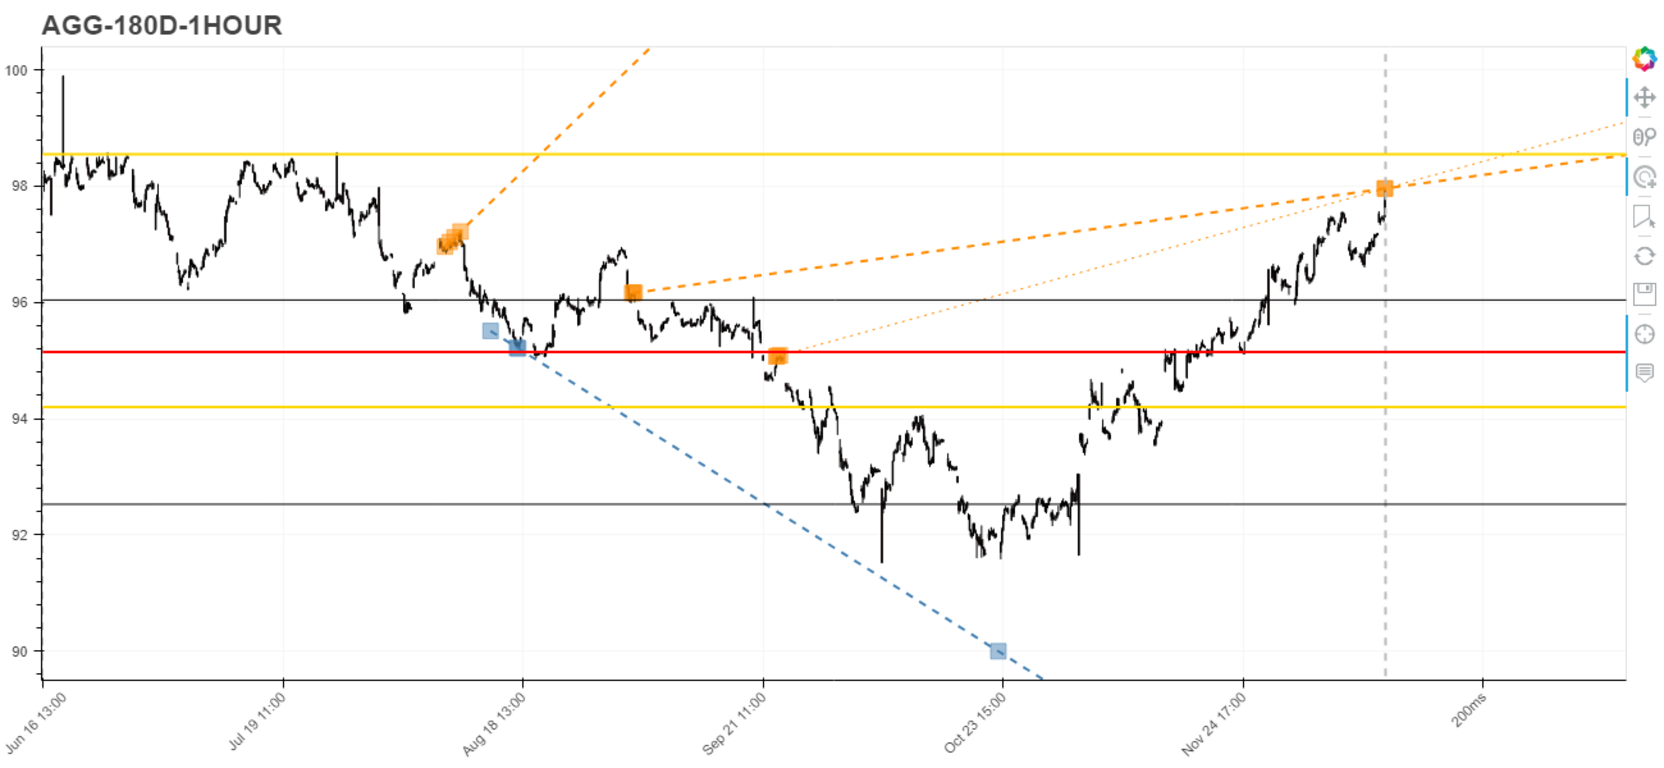 AGG-180D-1HOUR
100
98
96
94
92
90
Jun 16 13:00
Jul 19 11:00
Aug 18 13:00
Sep 21 11:00
Oct 23 15:00
Nov 24 17:00
200ms